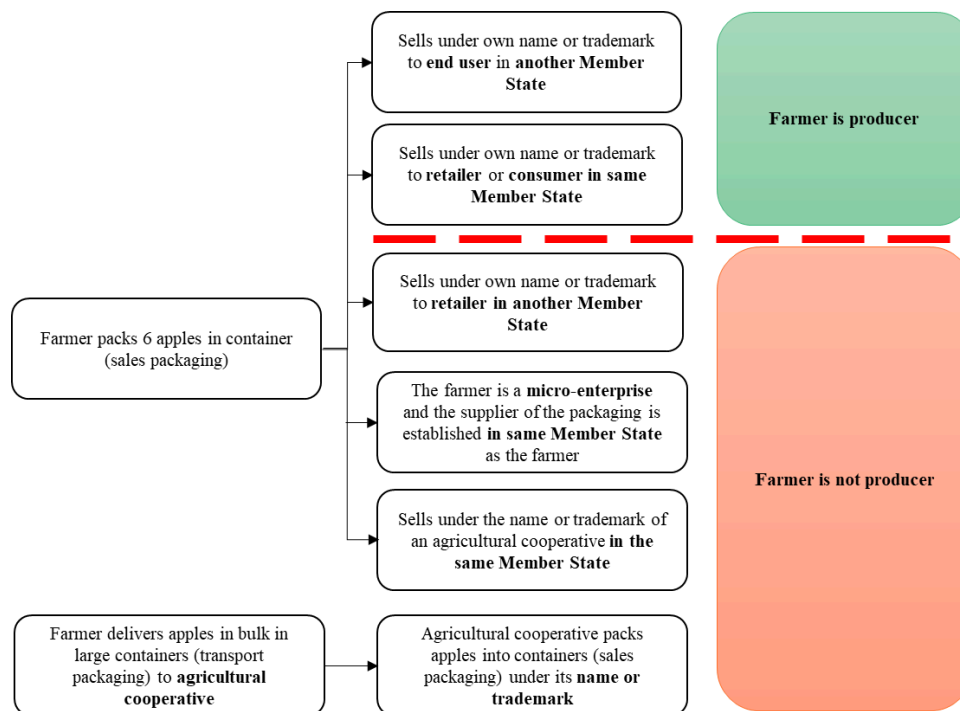 Sells under own name or trademark
to end user in another Member
State
Farmer is producer
Sells under own name or trademark
to retailer or consumer in same
Member State
Sells under own name or trademark
to retailer in another Member
State
Farmer packs 6 apples in container
(sales packaging)
The farmer is a micro-enterprise
and the supplier of the packaging is
established in same Member State
as the farmer
Farmer is not producer
Sells under the name or trademark of
an agricultural cooperative in the
same Member State
Farmer delivers apples in bulk in
large containers (transport
packaging) to agricultural
cooperative
Agricultural cooperative packs
apples into containers (sales
packaging) under its name or
trademark